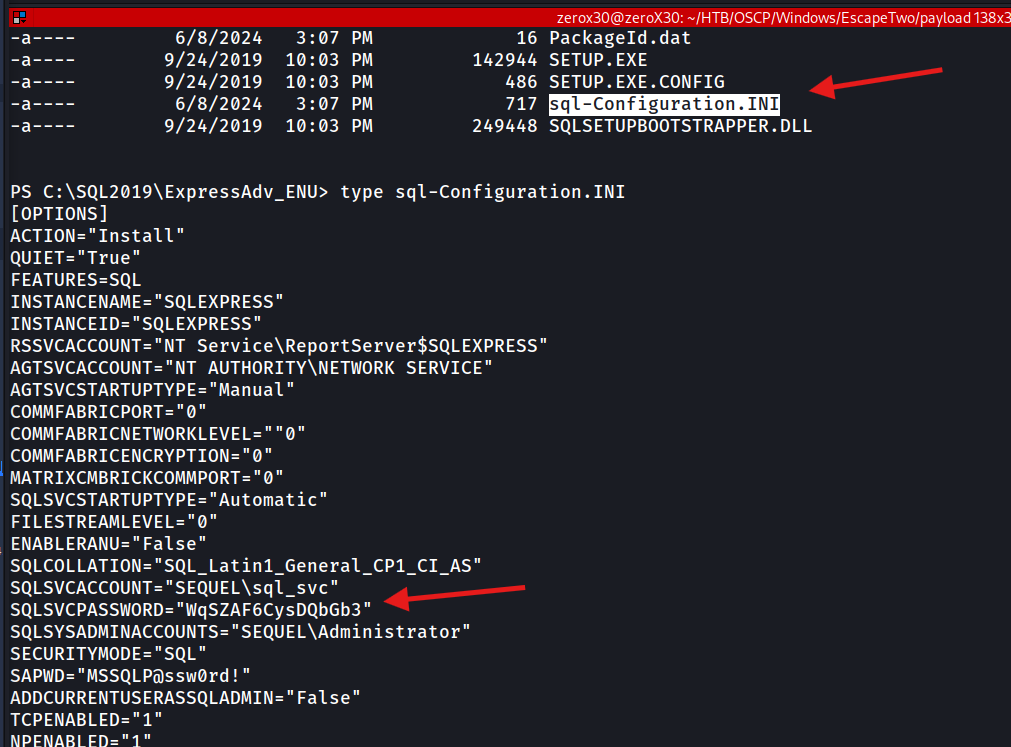 zerox30@zeroX30: ~/HTB/OSCP/Windows/EscapeTwo/payload 138x3
-a---- 6/8/2024 3:07 PM 16 PackageId.dat
-a---- 9/24/2019 10:03 PM 142944 SETUP.EXE
-a---- 9/24/2019 10:03 PM 486 SETUP.EXE.CONFIG
-a---- 6/8/2024 3:07 PM 717 sql-Configuration.INI
-a---- 9/24/2019 10:03 PM 249448 SQLSETUPBOOTSTRAPPER.DLL
PS C:\SQL2019\ExpressAdv_ENU> type sql-Configuration.INI
[OPTIONS]
ACTION="Install"
QUIET="True"
FEATURES=SQL
INSTANCENAME="SQLEXPRESS"
INSTANCEID="SQLEXPRESS"
RSSVCACCOUNT="NT Service\ReportServer$SQLEXPRESS"
AGTSVCACCOUNT="NT AUTHORITY\NETWORK SERVICE"
AGTSVCSTARTUPTYPE="Manual"
COMMFABRICPORT="0"
COMMFABRICNETWORKLEVEL=""0"
COMMFABRICENCRYPTION="0"
MATRIXCMBRICKCOMMPORT="0"
SQLSVCSTARTUPTYPE="Automatic"
FILESTREAMLEVEL="0"
ENABLERANU="False"
SQLCOLLATION="SQL_Latin1_General_CP1_CI_AS"
SQLSVCACCOUNT="SEQUEL\sql_svc"
SQLSVCPASSWORD="WqSZAF6CysDQbGb3"
SQLSYSADMINACCOUNTS="SEQUEL\Administrator"
SECURITYMODE="SQL"
SAPWD="MSSQLP@ssw0rd!"
ADDCURRENTUSERASSQLADMIN="False"
TCPENABLED="1"
NPENABLED="1"